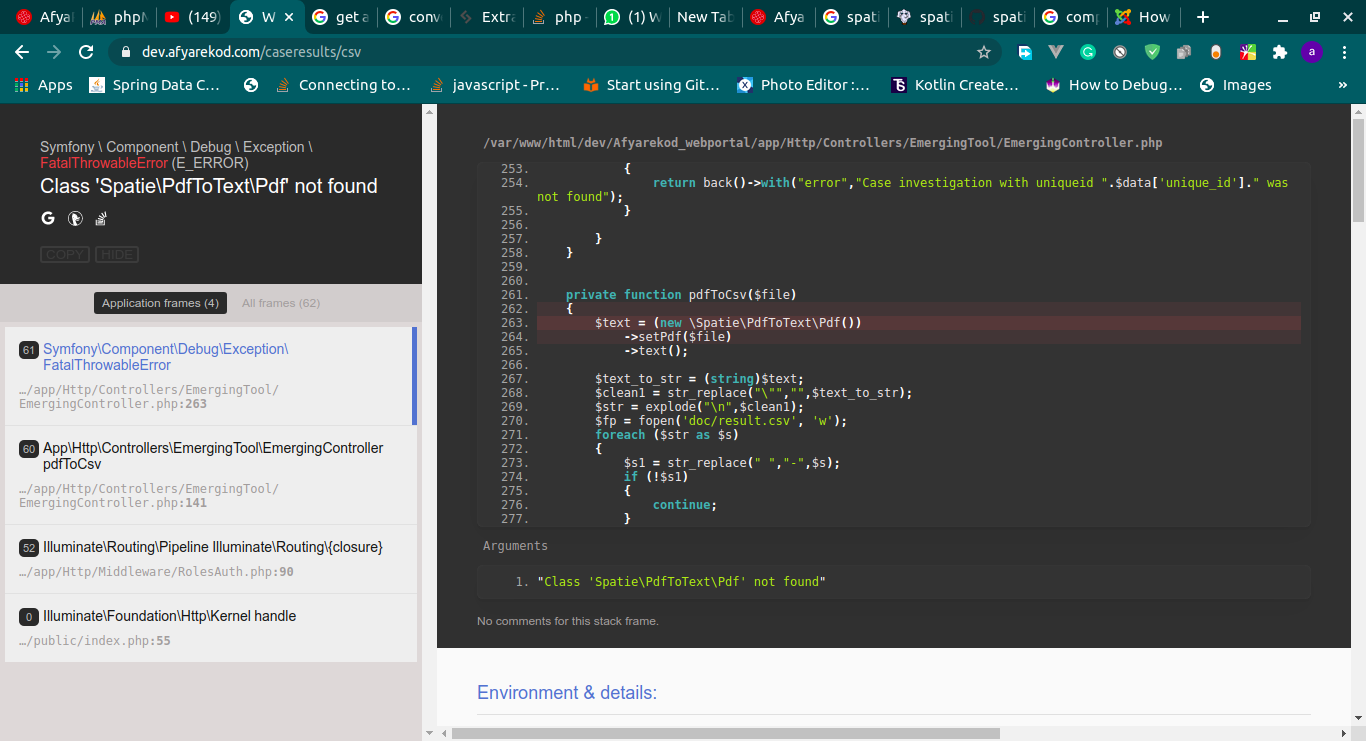 Afya
phpM
(149)
W
get a
conv
Extra
php -
(1) W
New Tab
Afya
spati
spati
spati
comp
How
dev.afyarekod.com/caseresults/csv
a
Apps
Spring Data C...
Connecting to...
javascript - Pr...
Start using Git...
Photo Editor :...
Kotlin Create...
How to Debug...
Images
»
Symfony \ Component \ Debug \ Exception \
FatalThrowableError (E_ERROR)
Class 'Spatie\PdfToText\Pdf' not found
COPY HIDE
Application frames (4) All frames (62)
61 Symfony\Component\Debug\Exception\
FatalThrowableError
…/app/Http/Controllers/EmergingTool/
EmergingController.php:263
60 App\Http\Controllers\EmergingTool\EmergingController
pdfToCsv
…/app/Http/Controllers/EmergingTool/
EmergingController.php:141
52 Illuminate\Routing\Pipeline Illuminate\Routing\{closure}
…/app/Http/Middleware/RolesAuth.php:90
0 Illuminate\Foundation\Http\Kernel handle
…/public/index.php:55
/var/www/html/dev/Afyarekod_webportal/app/Http/Controllers/EmergingTool/EmergingController.php
253. {
254. return back()->with("error","Case investigation with uniqueid ".$data['unique_id']." was
not found");
255. }
256.
257. }
258. }
259.
260.
261. private function pdfToCsv($file)
262. {
263. $text = (new \Spatie\PdfToText\Pdf())
264. ->setPdf($file)
265. ->text();
266.
267. $text_to_str = (string)$text;
268. $clean1 = str_replace("\"","",$text_to_str);
269. $str = explode("\n",$clean1);
270. $fp = fopen('doc/result.csv', 'w');
271. foreach ($str as $s)
272. {
273. $s1 = str_replace(" ","-",$s);
274. if (!$s1)
275. {
276. continue;
277. }
Arguments
1. "Class 'Spatie\PdfToText\Pdf' not found"
No comments for this stack frame.
Environment & details: